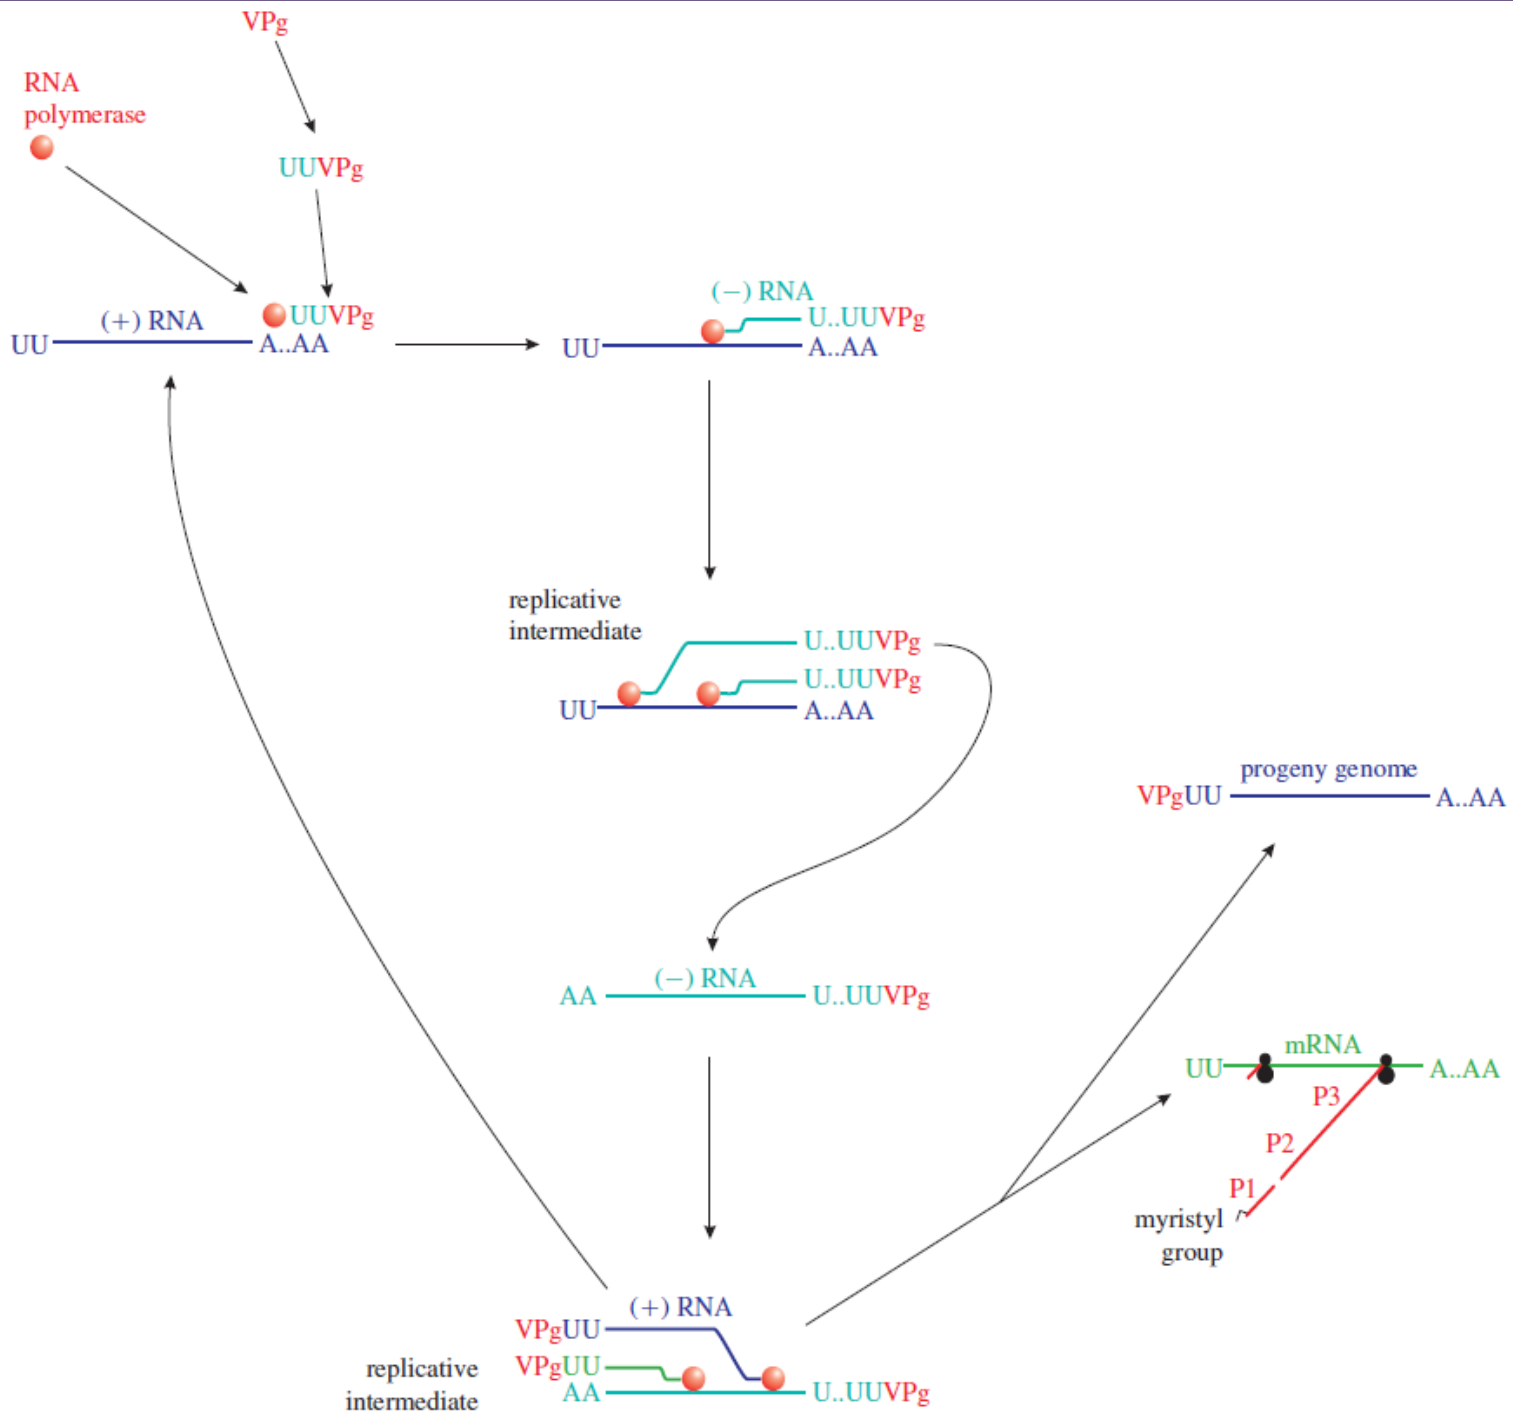 VPg
RNA
polymerase
UUVPg
(+) RNA
UUVPg
UU
A..AA
(−) RNA
U..UUVPg
UU
A..AA
replicative
intermediate
U..UUVPg
U..UUVPg
UU
A..AA
progeny genome
VPgUU
A..AA
(−) RNA
AA
U..UUVPg
mRNA
UU
A..AA
P3
P2
P1
myristyl
group
(+) RNA
VPgUU
VPgUU
replicative
intermediate
AA
U..UUVPg